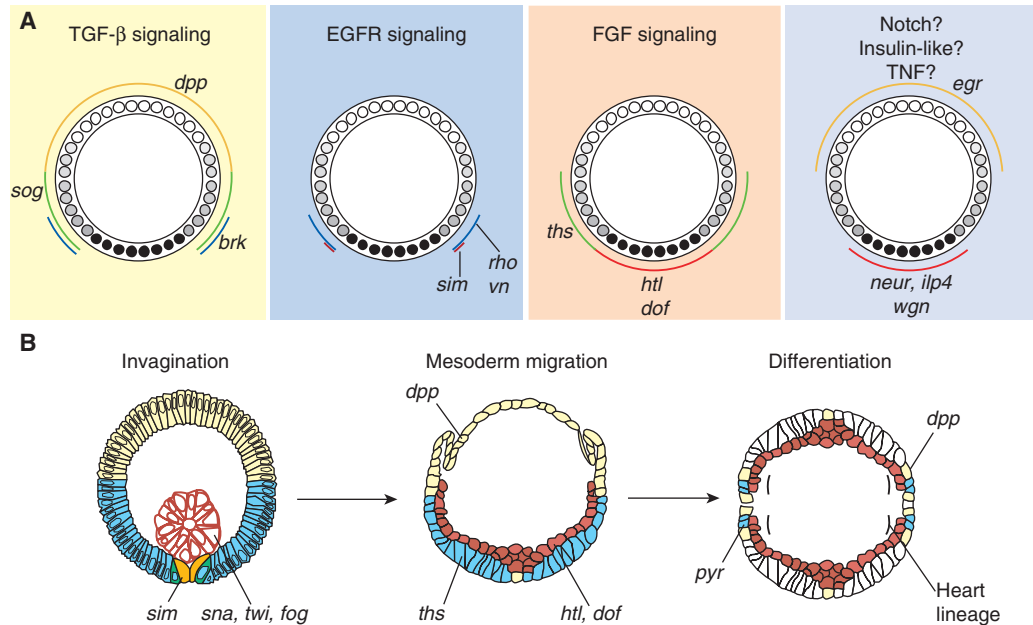 A
TGF-β signaling
dpp
sog
brk
EGFR signaling
sim
rho
vn
FGF signaling
ths
htl
dof
Notch?
Insulin-like?
TNF?
egr
neur, ilp4
wgn
B
Invagination
sim
sna, twi, fog
Mesoderm migration
dpp
ths
htl, dof
Differentiation
dpp
pyr
Heart
lineage